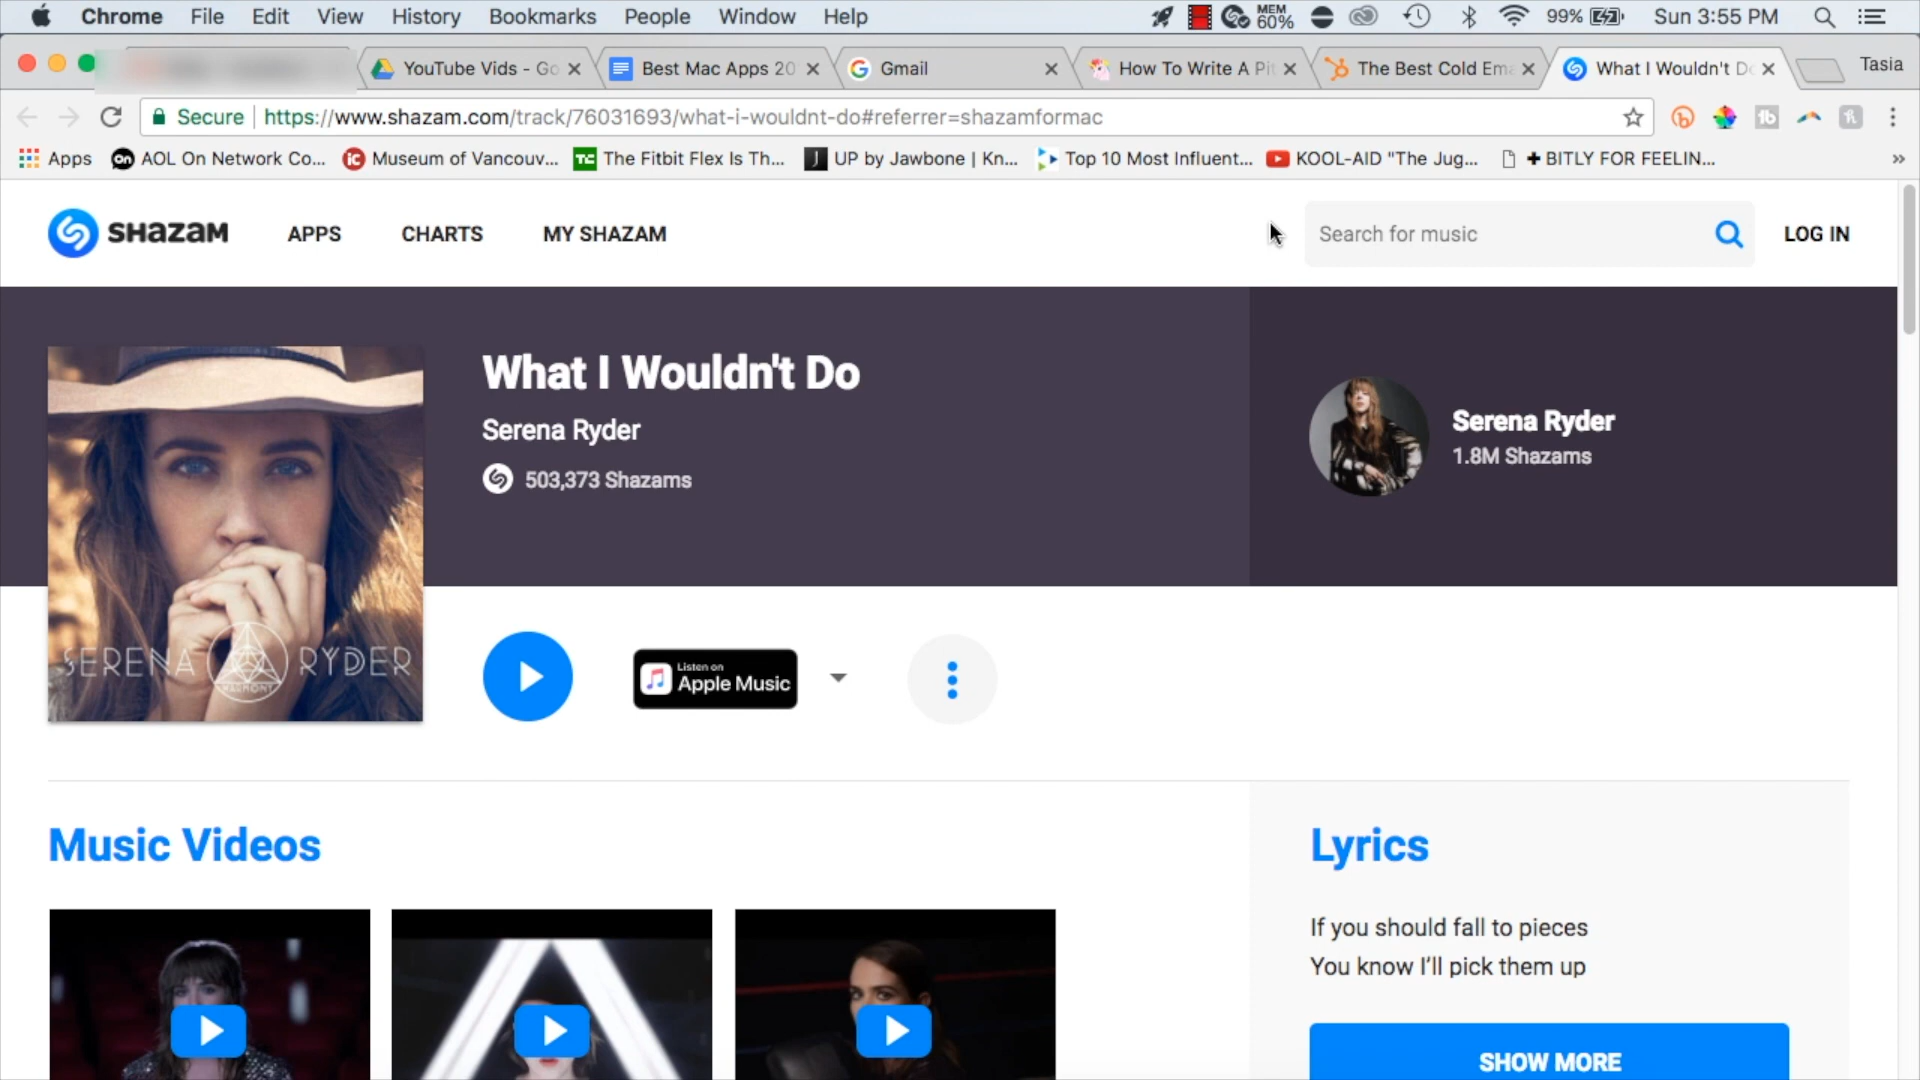 Chrome File Edit View History Bookmarks People Window Help MEM 60% 99% Sun 3:55 PM
YouTube Vids - Go Best Mac Apps 20 Gmail How To Write A Pit The Best Cold Ema What I Wouldn't Do Tasia
Secure https://www.shazam.com/track/76031693/what-i-wouldnt-do#referrer=shazamformac
Apps AOL On Network Co... Museum of Vancouv... The Fitbit Flex Is Th... UP by Jawbone | Kn... Top 10 Most Influent... KOOL-AID "The Jug... + BITLY FOR FEELIN... »
SHAZAM APPS CHARTS MY SHAZAM Search for music LOG IN
What I Wouldn't Do
Serena Ryder
503,373 Shazams
Serena Ryder
1.8M Shazams
SERENA RYDER
HARMONY
Listen on
Apple Music
Music Videos
Lyrics
If you should fall to pieces
You know I'll pick them up
SHOW MORE